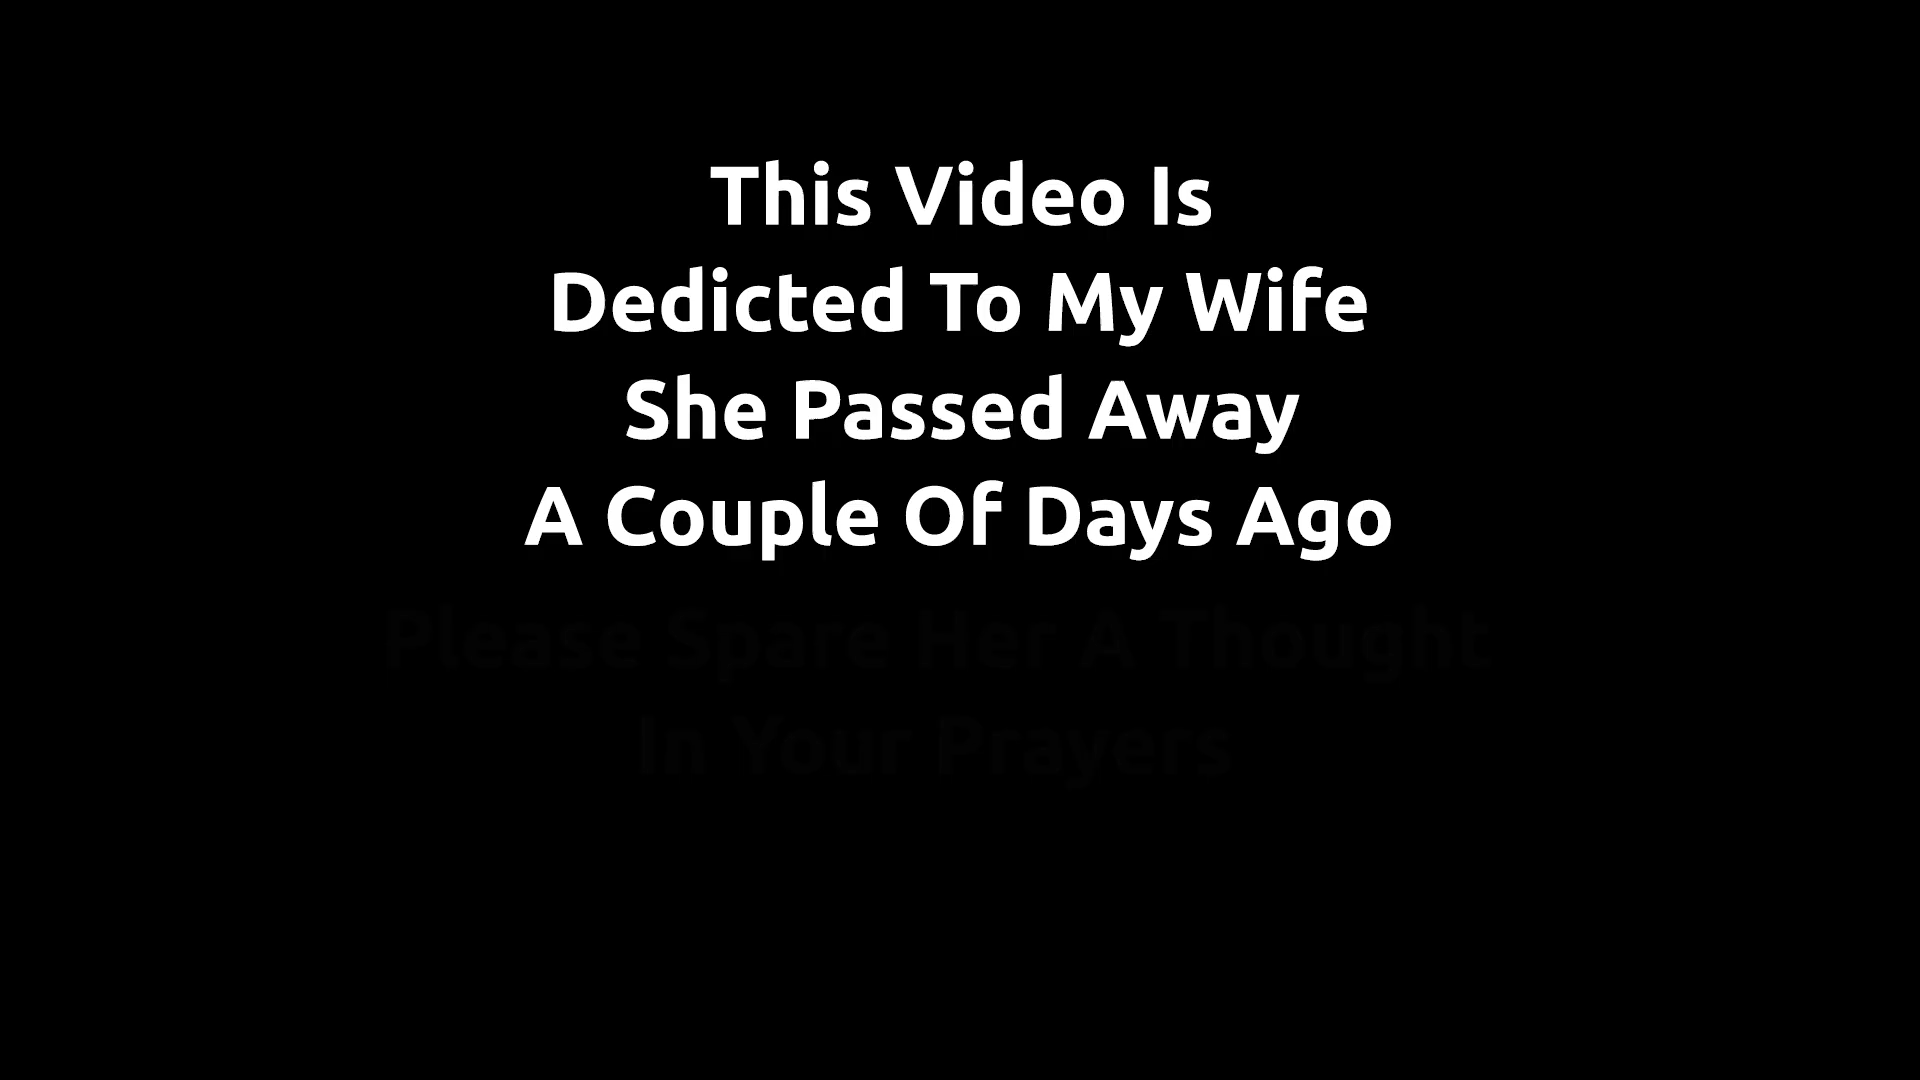 This Video Is
Dedicted To My Wife
She Passed Away
A Couple Of Days Ago
Please Spare Her A Thought
In Your Prayers